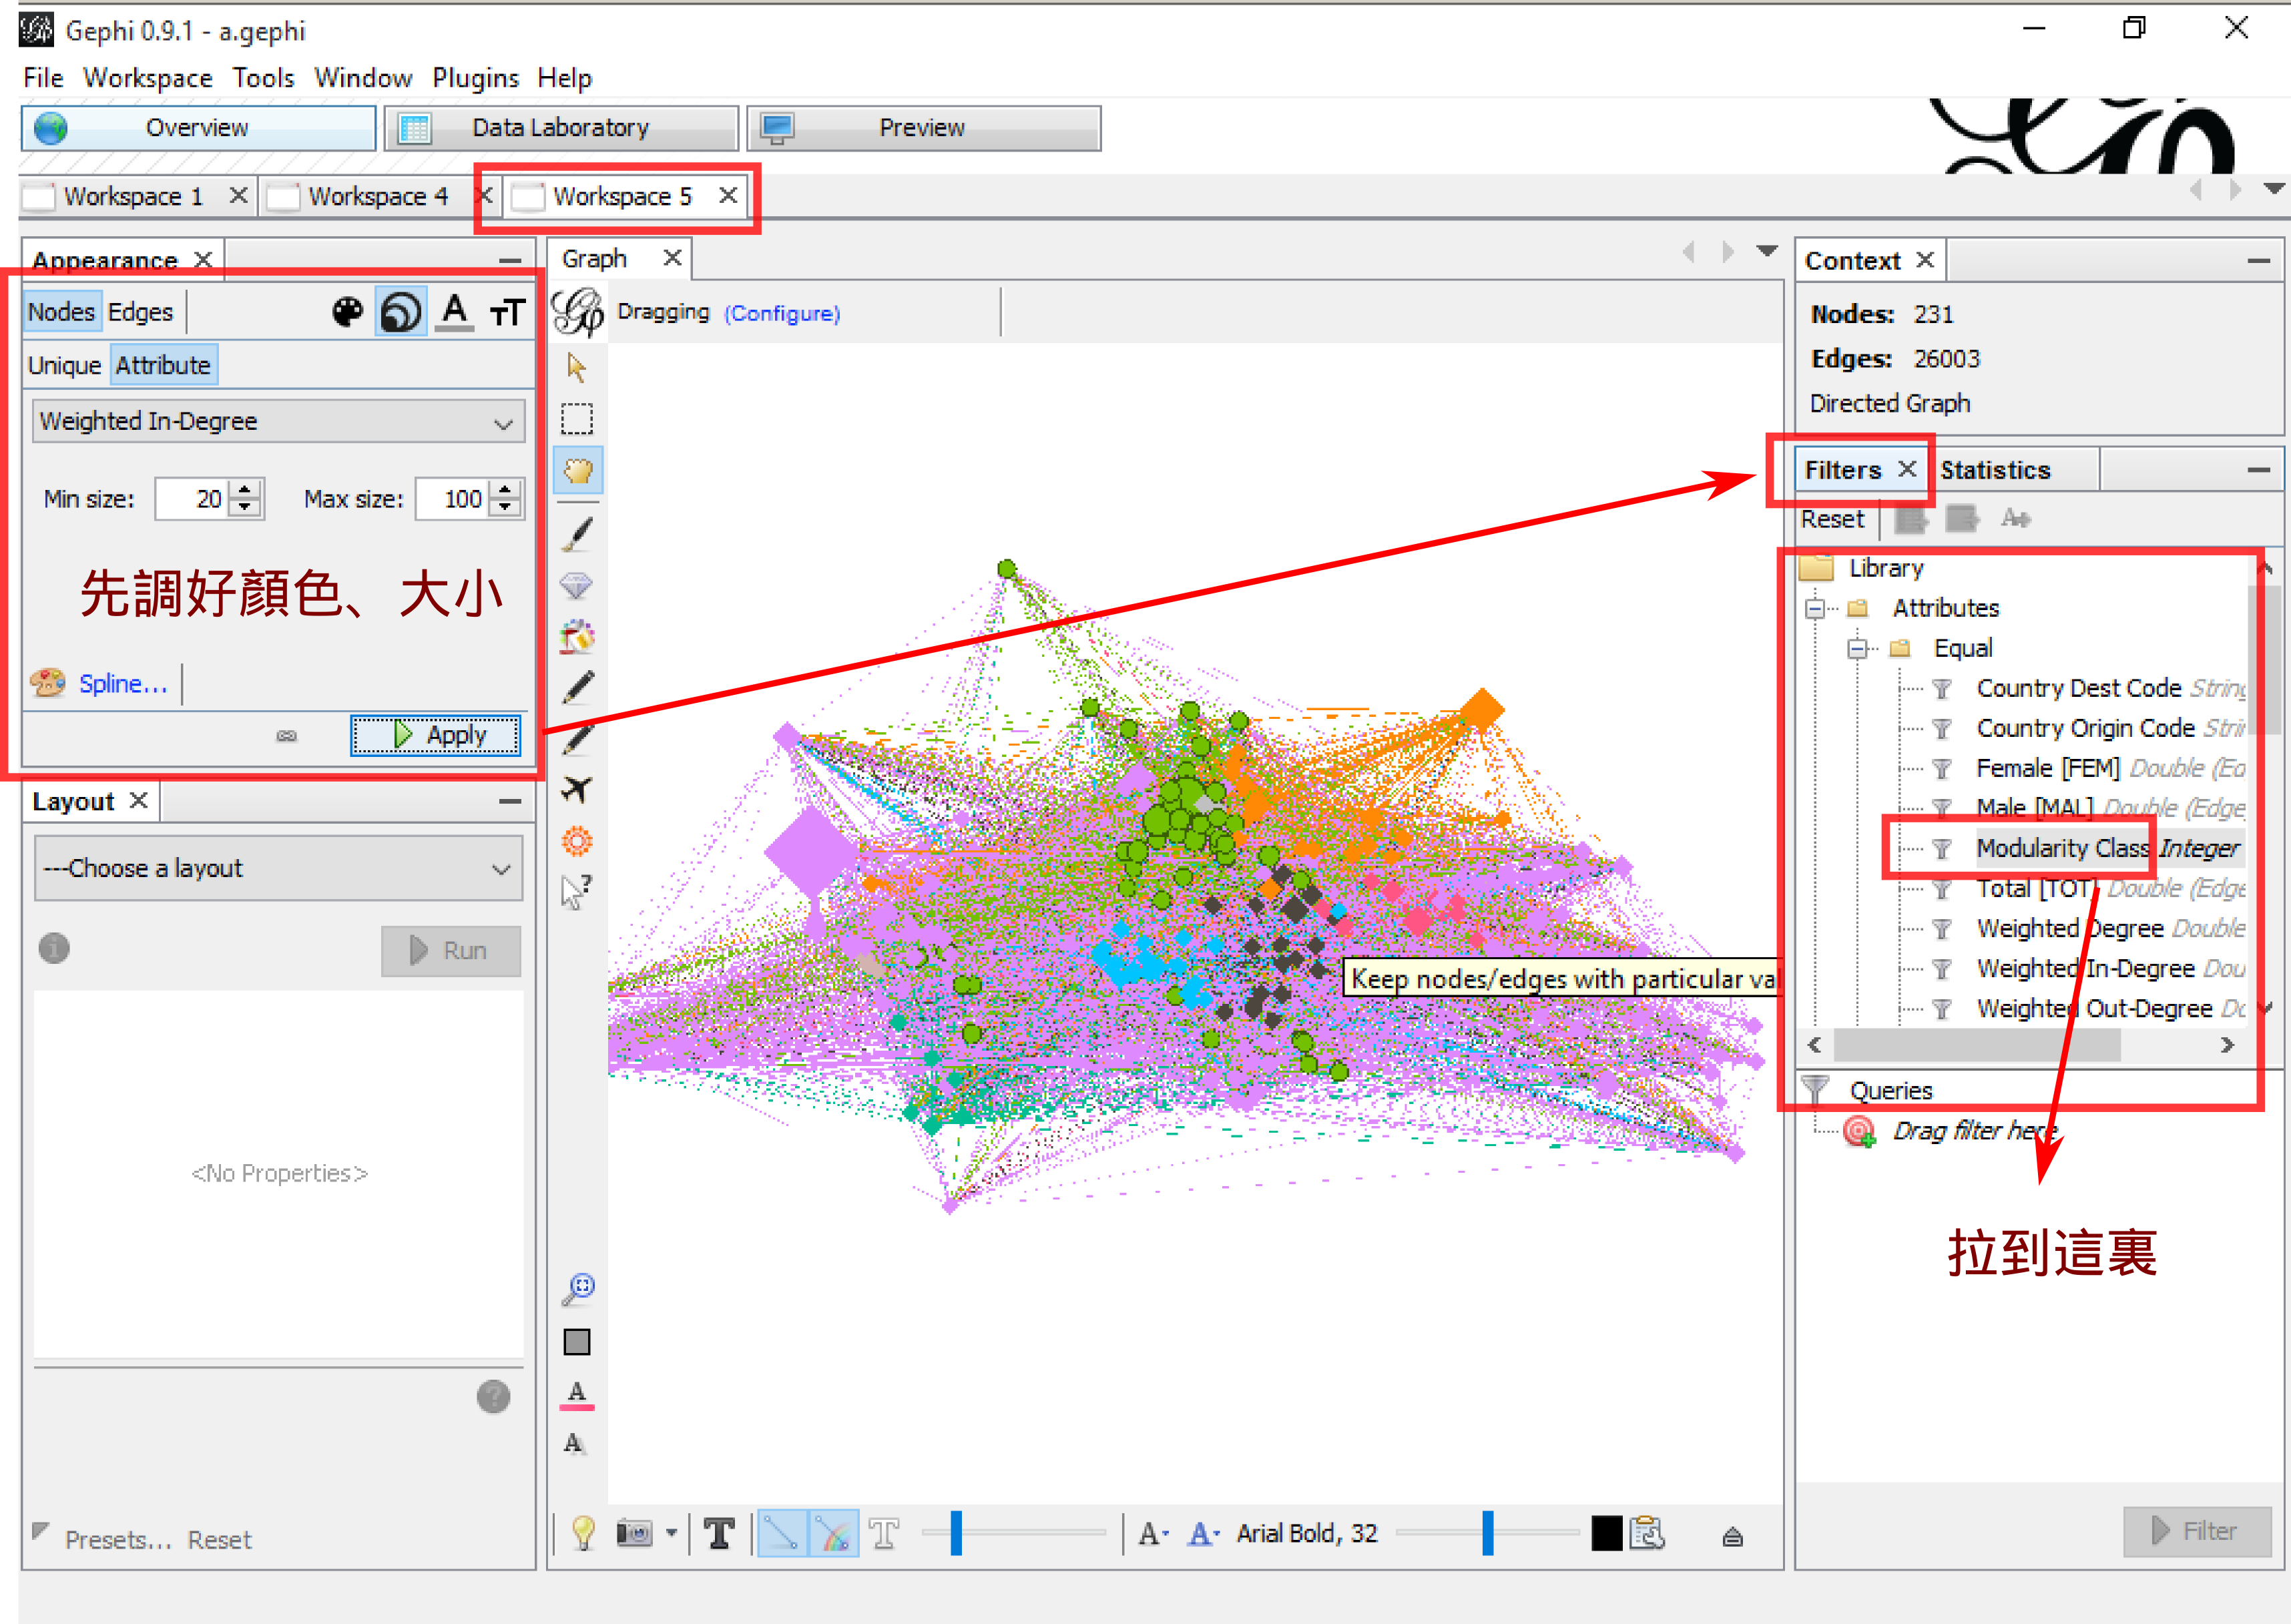 Gephi 0.9.1 - a.gephi
File Workspace Tools Window Plugins Help
Overview
Data Laboratory
Preview
Workspace 1
Workspace 4
Workspace 5
Appearance
Nodes Edges
Unique Attribute
Weighted In-Degree
Min size: 20 Max size: 100
先調好顏色、大小
Spline...
Apply
Layout
---Choose a layout
Run
<No Properties>
Presets... Reset
Graph
Dragging (Configure)
Keep nodes/edges with particular val
Arial Bold, 32
Context
Nodes: 231
Edges: 26003
Directed Graph
Filters Statistics
Reset
Library
Attributes
Equal
Country Dest Code String
Country Origin Code Stri
Female [FEM] Double (Ed
Male [MAL] Double (Edge
Modularity Class Integer
Total [TOT] Double (Edge
Weighted Degree Double
Weighted In-Degree Dou
Weighted Out-Degree Do
Queries
Drag filter here
拉到這裏
Filter